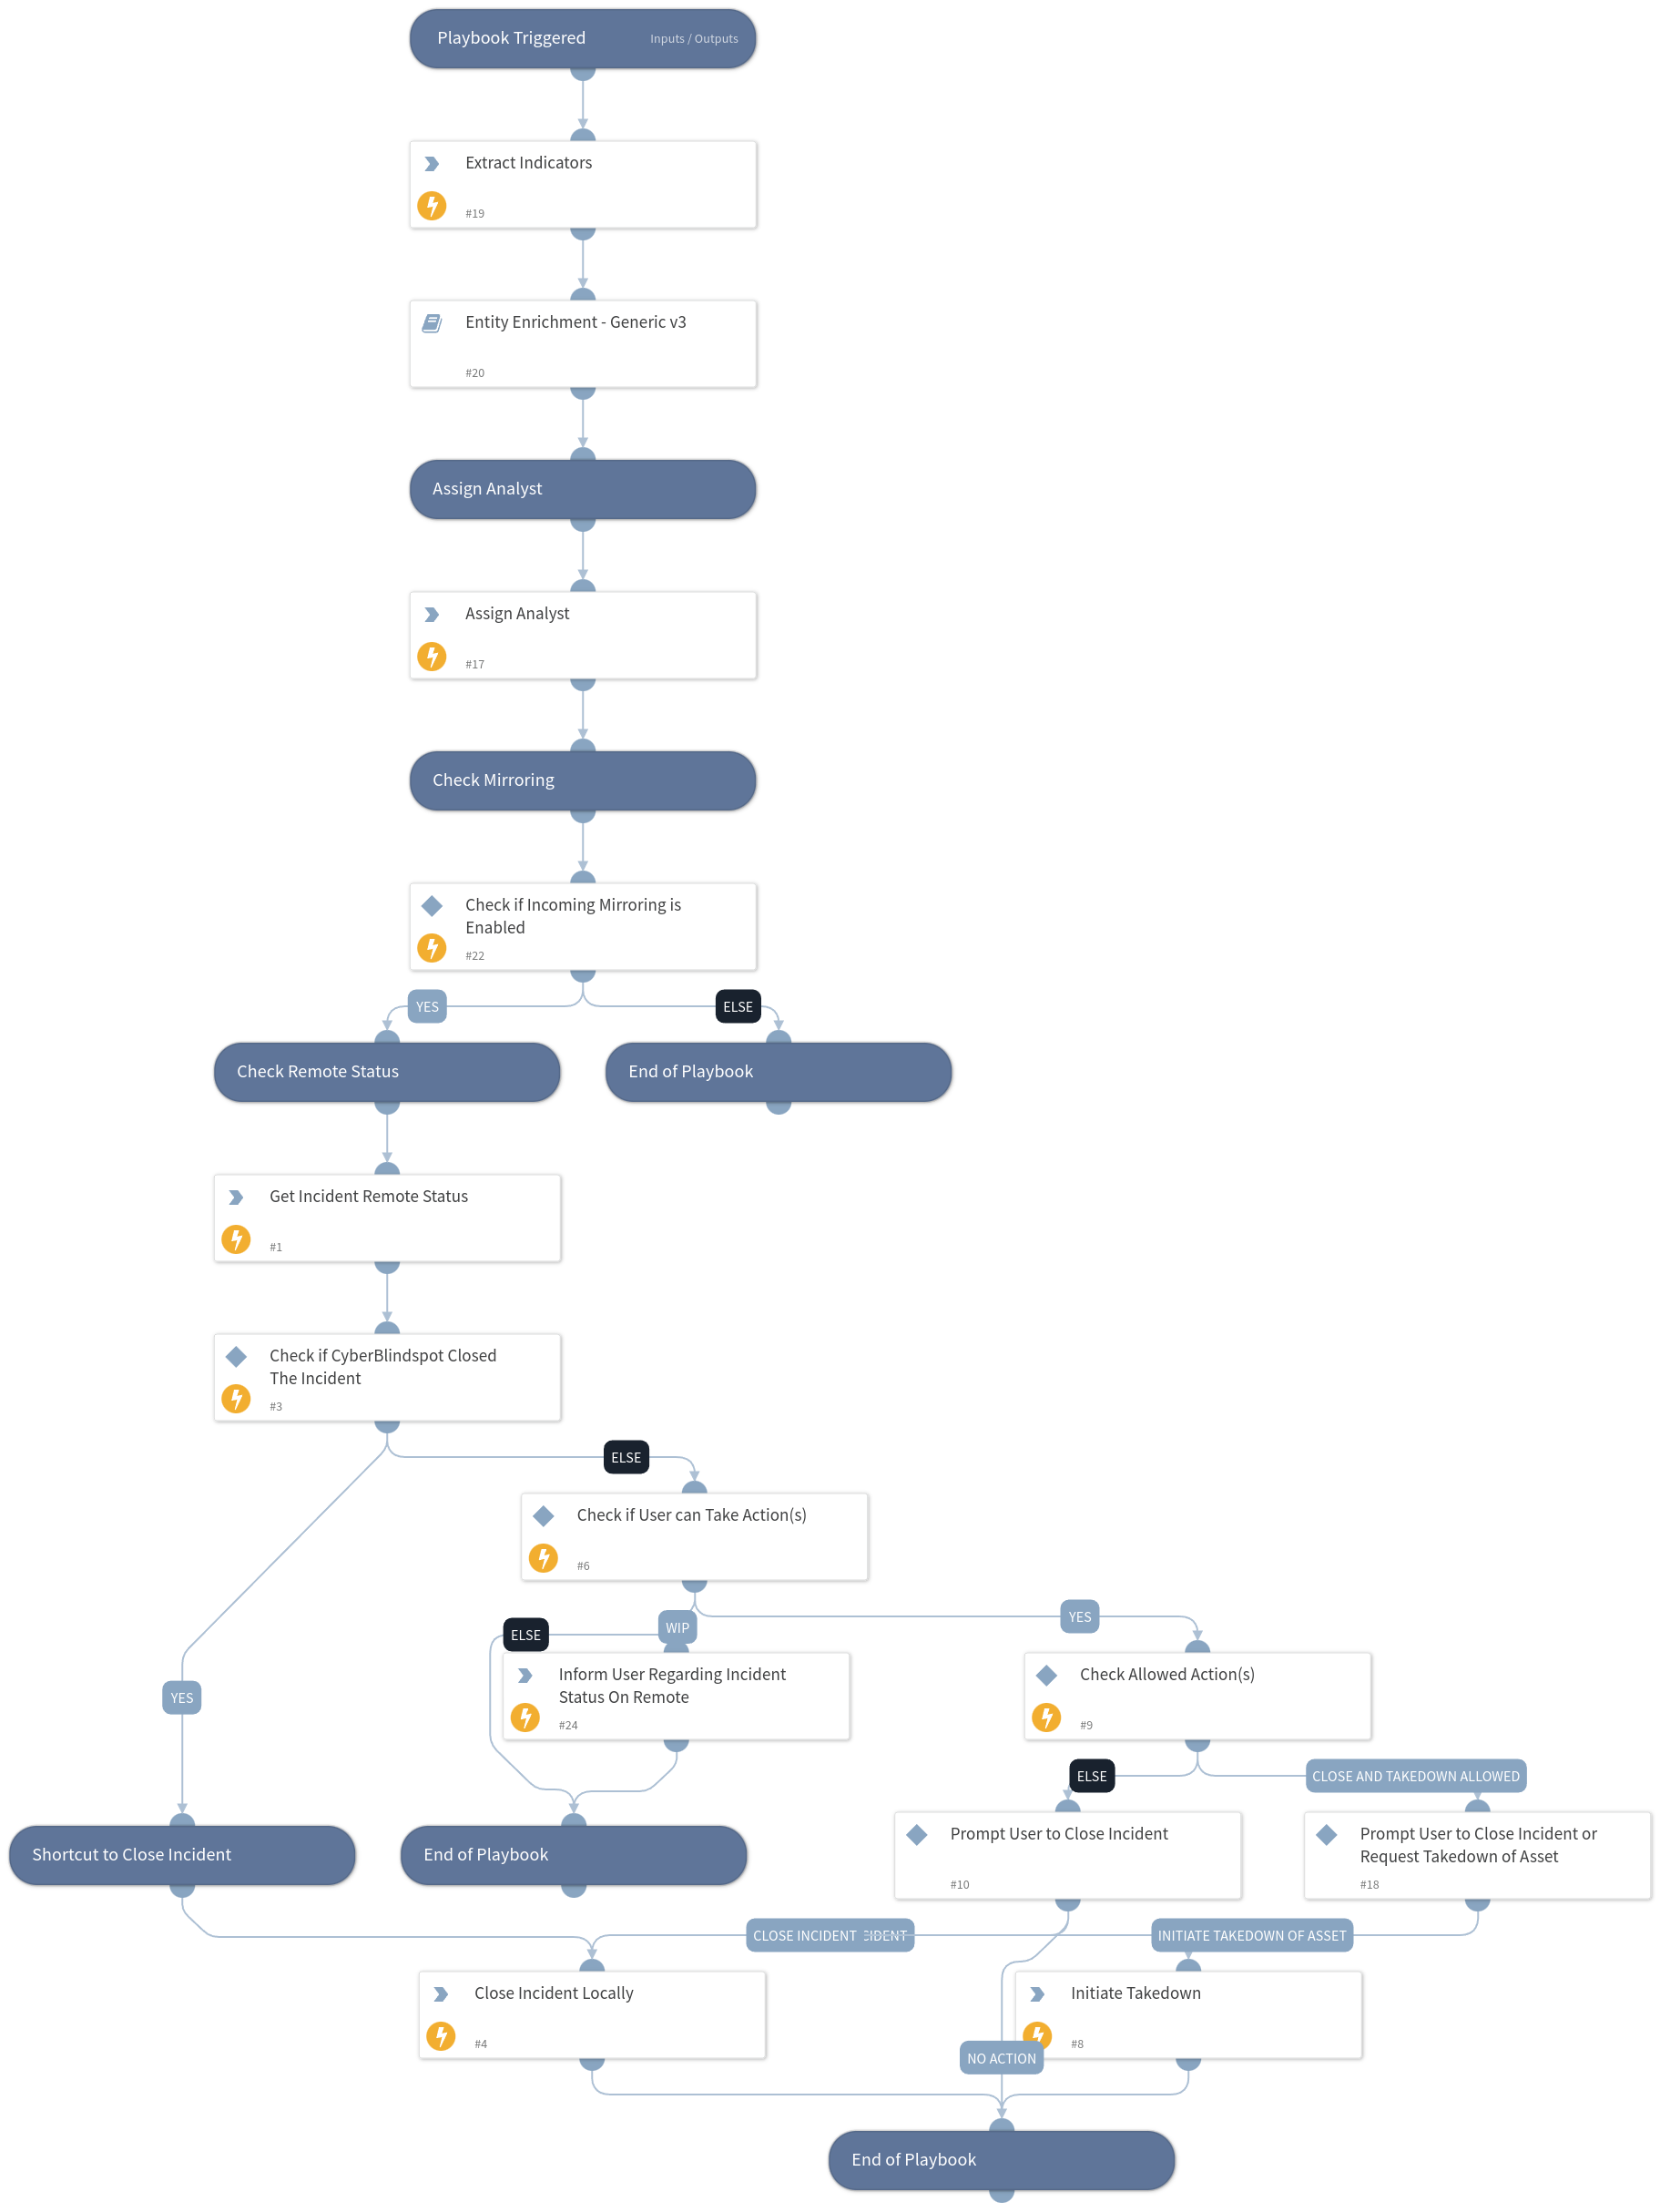 Playbook Triggered
Inputs / Outputs
Extract Indicators
#19
Entity Enrichment - Generic v3
#20
Assign Analyst
Assign Analyst
#17
Check Mirroring
Check if Incoming Mirroring is
Enabled
#22
YES
ELSE
Check Remote Status
End of Playbook
Get Incident Remote Status
#1
Check if CyberBlindspot Closed
The Incident
#3
ELSE
Check if User can Take Action(s)
#6
YES
WIP
ELSE
Inform User Regarding Incident
Status On Remote
#24
Check Allowed Action(s)
#9
YES
ELSE
CLOSE AND TAKEDOWN ALLOWED
Shortcut to Close Incident
End of Playbook
Prompt User to Close Incident
#10
Prompt User to Close Incident or
Request Takedown of Asset
#18
CLOSE INCIDENT
INITIATE TAKEDOWN OF ASSET
Close Incident Locally
#4
Initiate Takedown
#8
NO ACTION
End of Playbook